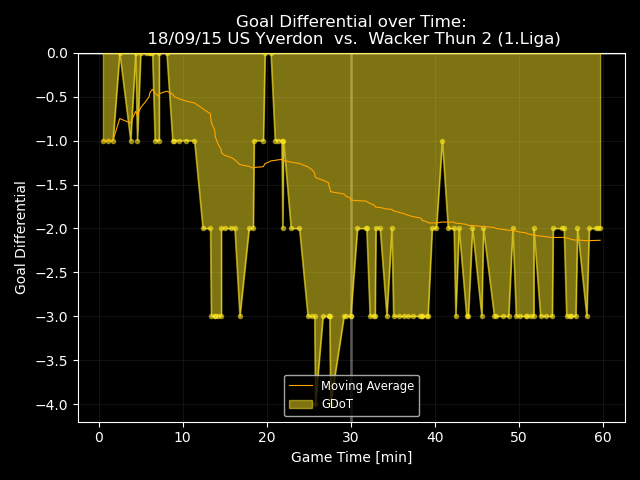 Goal Differential over Time:
18/09/15 US Yverdon  vs.  Wacker Thun 2 (1.Liga)
Goal Differential
0.0
−0.5
−1.0
−1.5
−2.0
−2.5
−3.0
−3.5
−4.0
Moving Average
GDoT
0 10 20 30 40 50 60
Game Time [min]